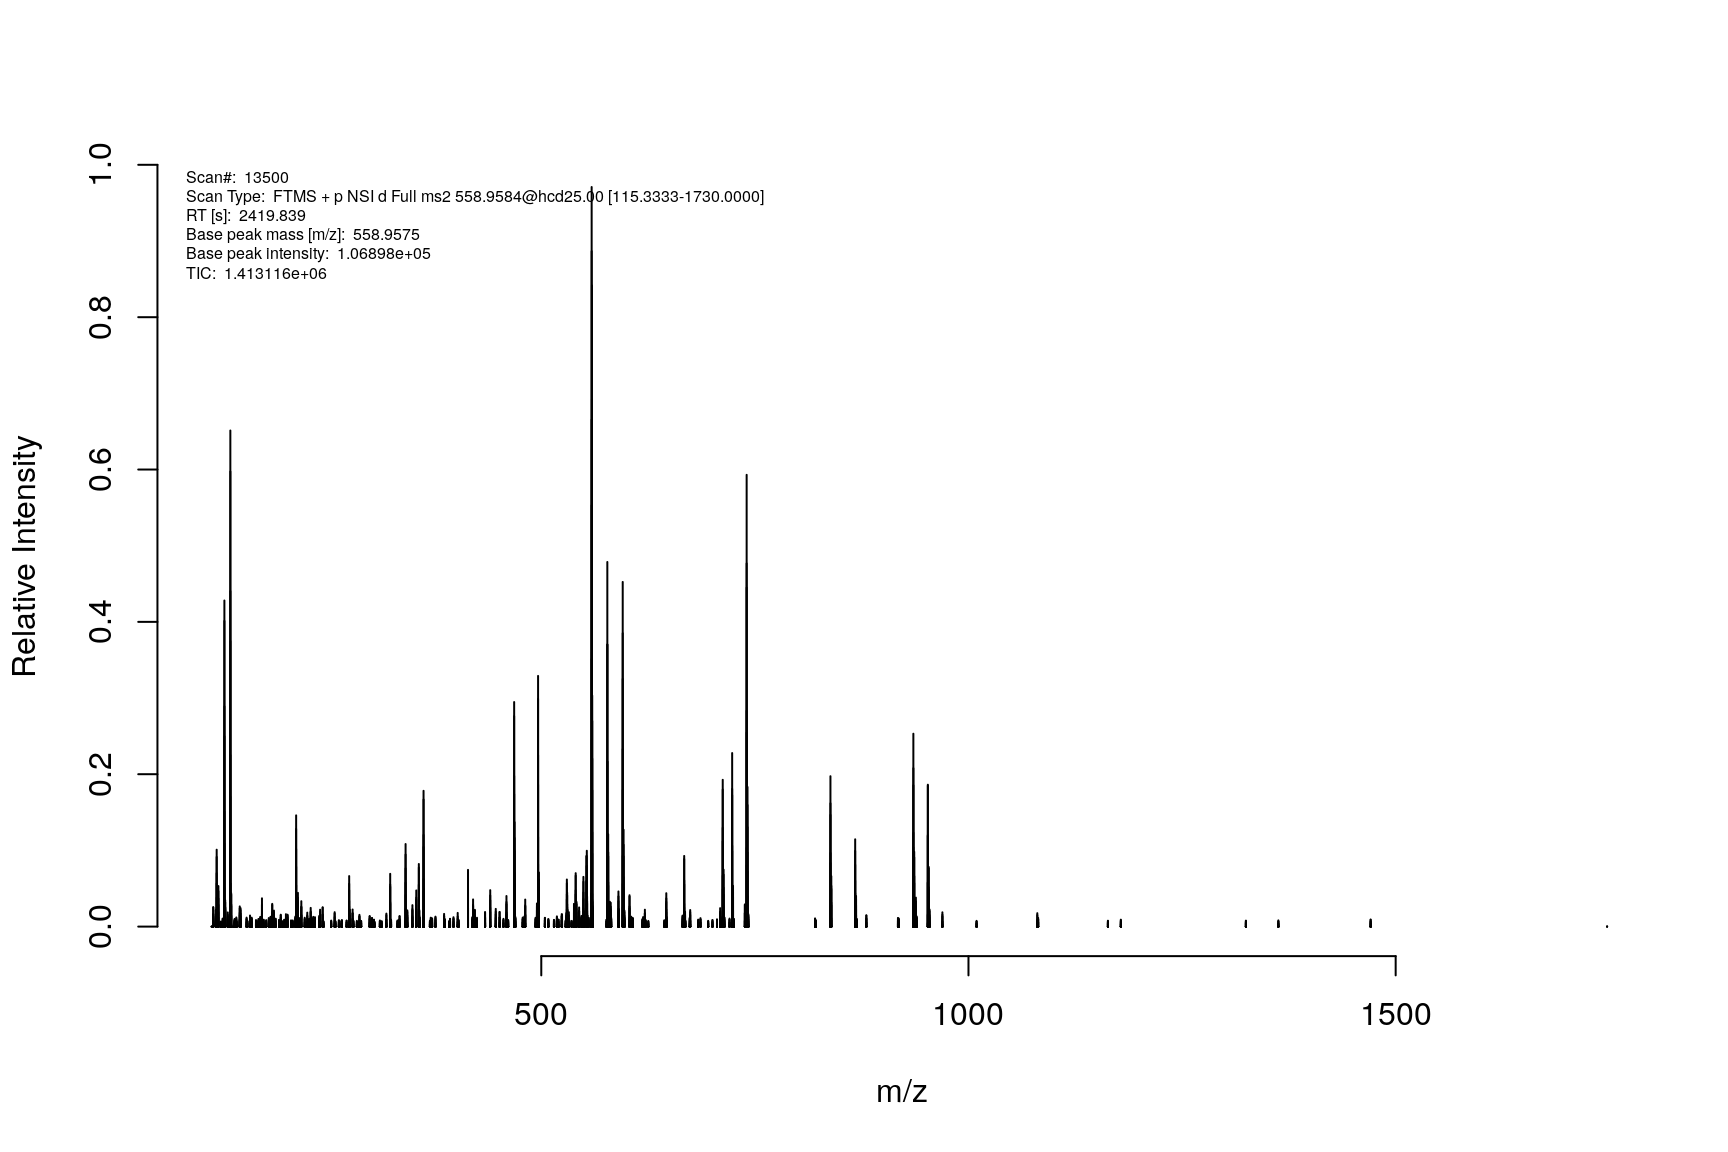 Scan#: 13500
Scan Type: FTMS + p NSI d Full ms2 558.9584@hcd25.00 [115.3333-1730.0000]
RT [s]: 2419.839
Base peak mass [m/z]: 558.9575
Base peak intensity: 1.06898e+05
TIC: 1.413116e+06
Relative Intensity
1.0
0.8
0.6
0.4
0.2
0.0
500 1000 1500
m/z